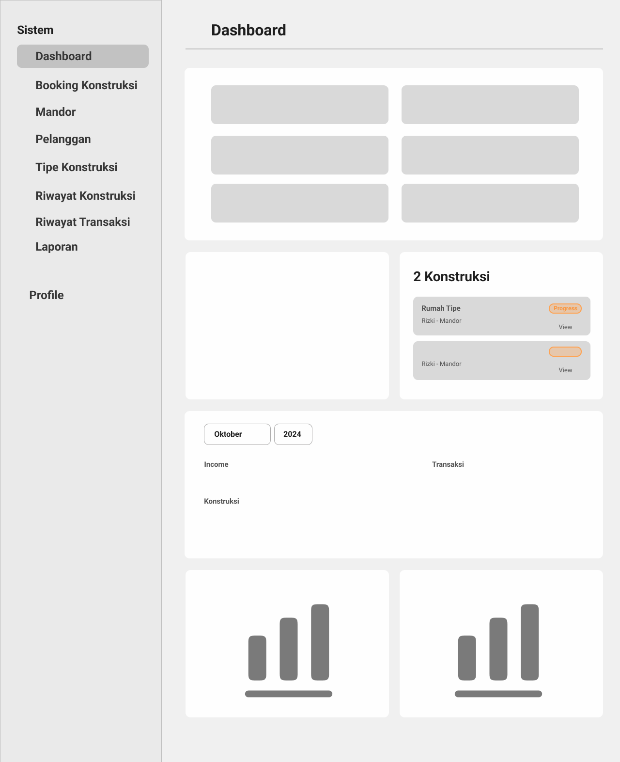 Sistem
Dashboard
Booking Konstruksi
Mandor
Pelanggan
Tipe Konstruksi
Riwayat Konstruksi
Riwayat Transaksi
Laporan
Profile
Dashboard
2 Konstruksi
Rumah Tipe
Progress
Rizki - Mandor
View
Rizki - Mandor
View
Oktober
2024
Income
Transaksi
Konstruksi